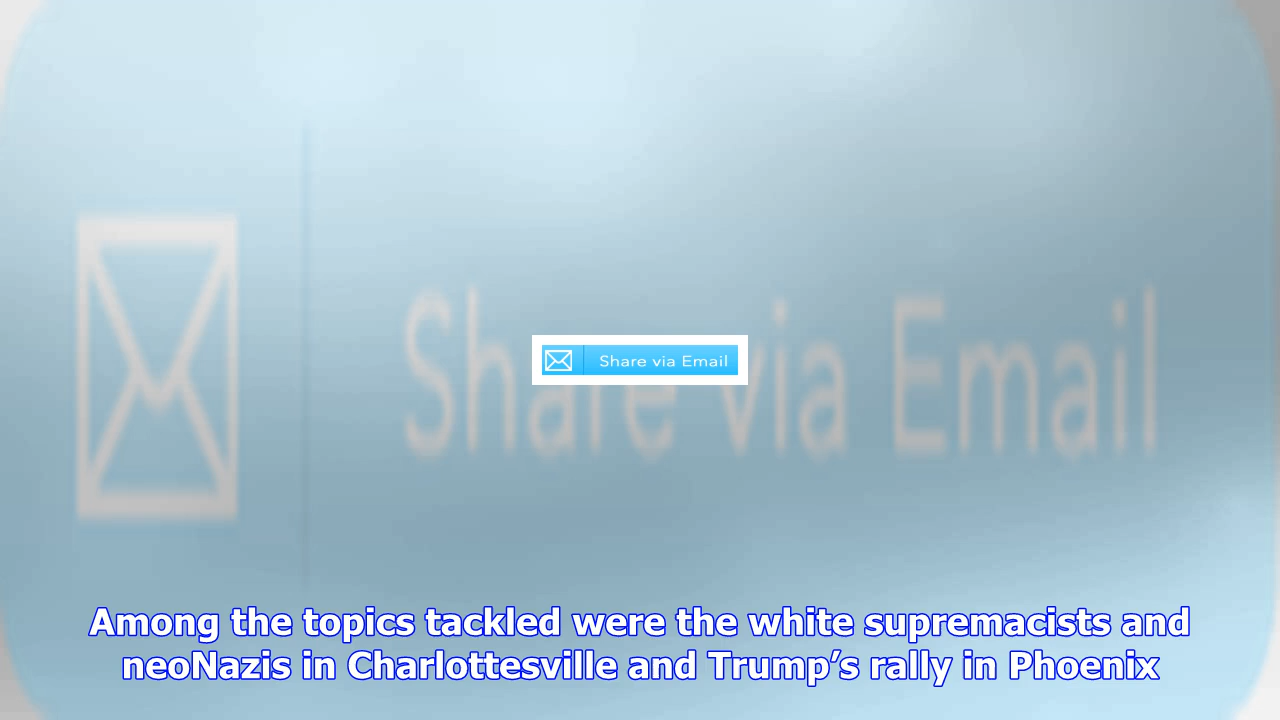 Share via Email
Share via Email
Among the topics tackled were the white supremacists and
neoNazis in Charlottesville and Trump’s rally in Phoenix